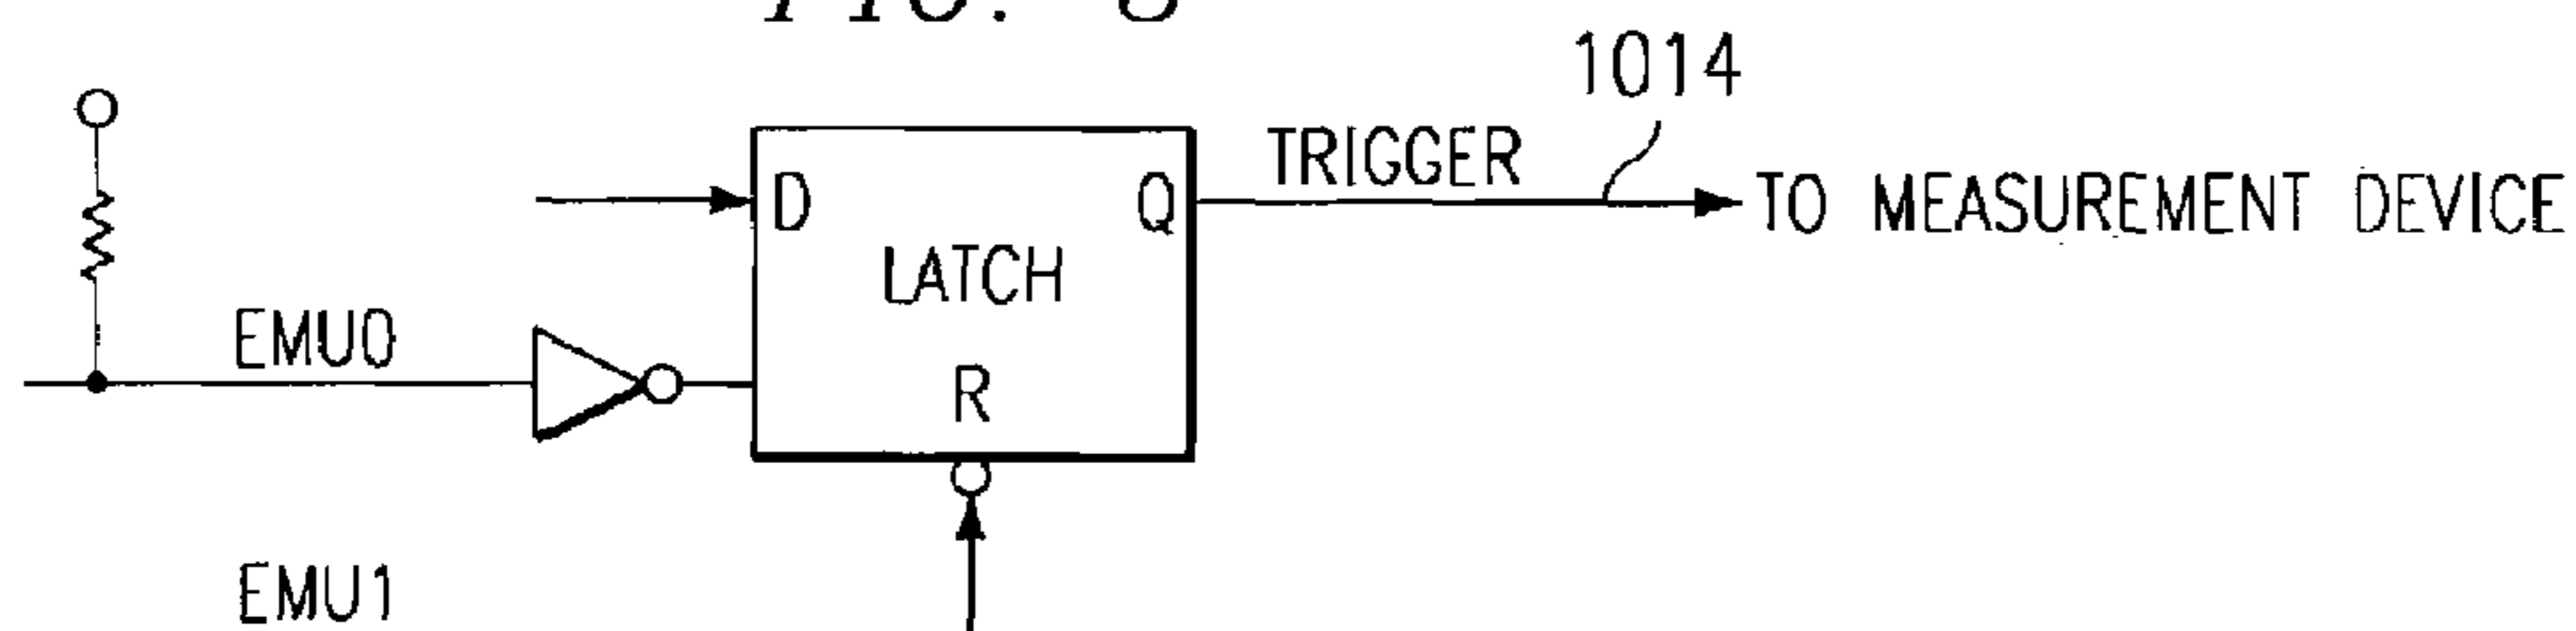 1014
TRIGGER
D
Q
TO MEASUREMENT DEVICE
LATCH
EMU0
R
EMU1